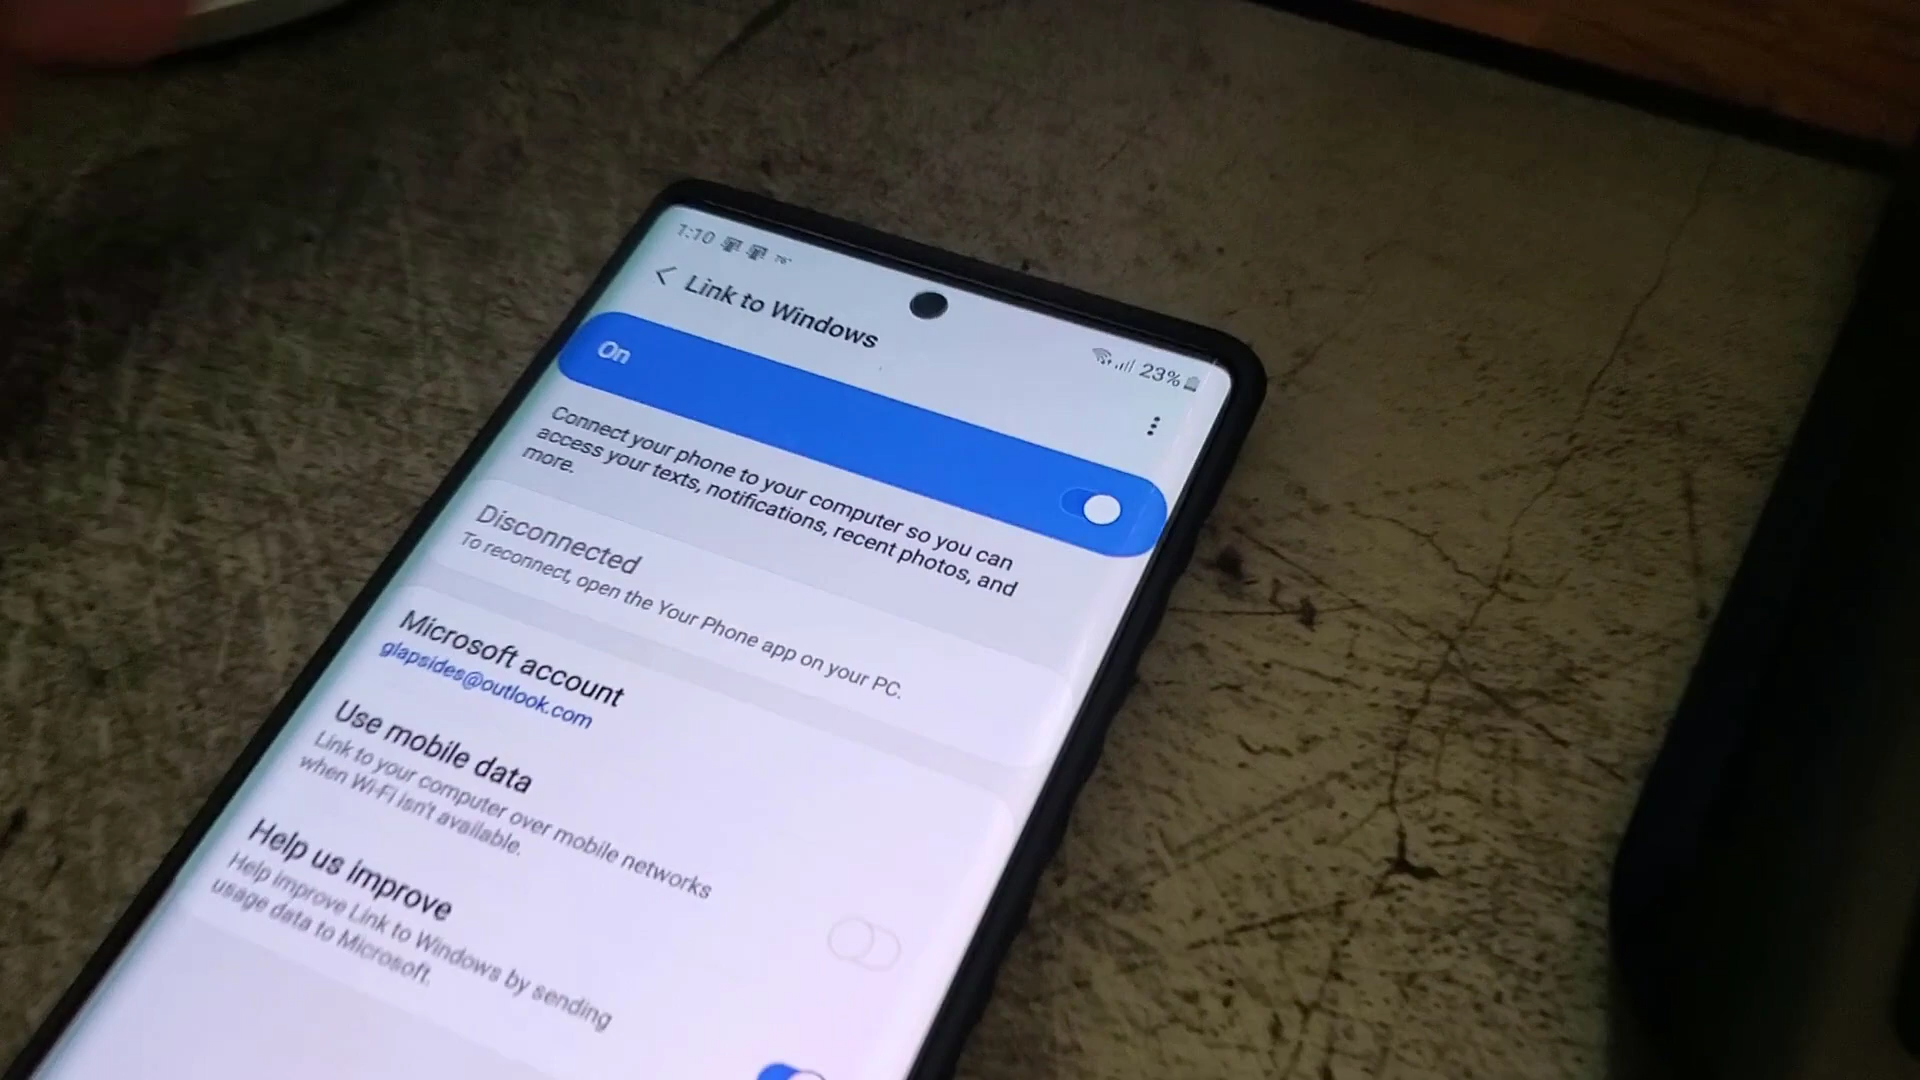 1:10 76°
23%
Link to Windows
On
Connect your phone to your computer so you can
access your texts, notifications, recent photos, and
more.
Disconnected
To reconnect, open the Your Phone app on your PC.
Microsoft account
glapsides@outlook.com
Use mobile data
Link to your computer over mobile networks
when Wi-Fi isn't available.
Help us improve
Help improve Link to Windows by sending
usage data to Microsoft.